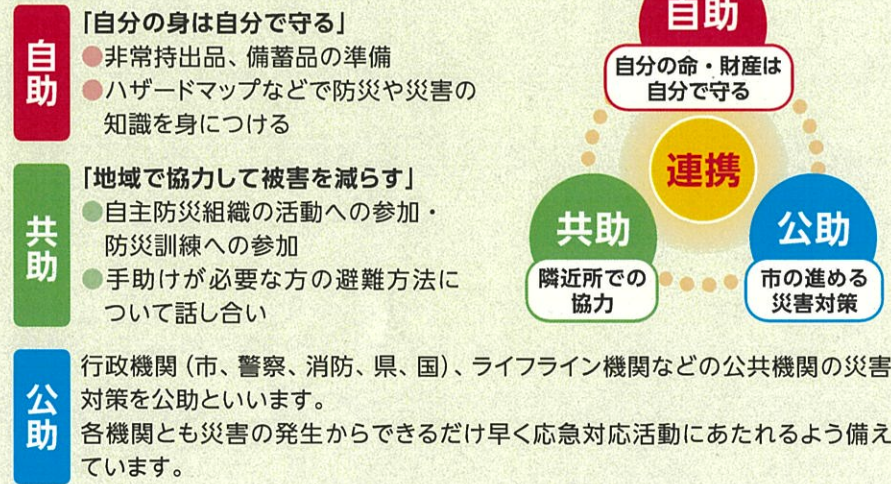 自助
「自分の身は自分で守る」
●非常持出品、備蓄品の準備
●ハザードマップなどで防災や災害の
知識を身につける
共助
「地域で協力して被害を減らす」
●自主防災組織の活動への参加・
防災訓練への参加
●手助けが必要な方の避難方法に
ついて話し合い
自助
自分の命・財産は
自分で守る
連携
共助
隣近所での
協力
公助
市の進める
災害対策
公助
行政機関（市、警察、消防、県、国）、ライフライン機関などの公共機関の災害
対策を公助といいます。
各機関とも災害の発生からできるだけ早く応急対応活動にあたれるよう備え
ています。